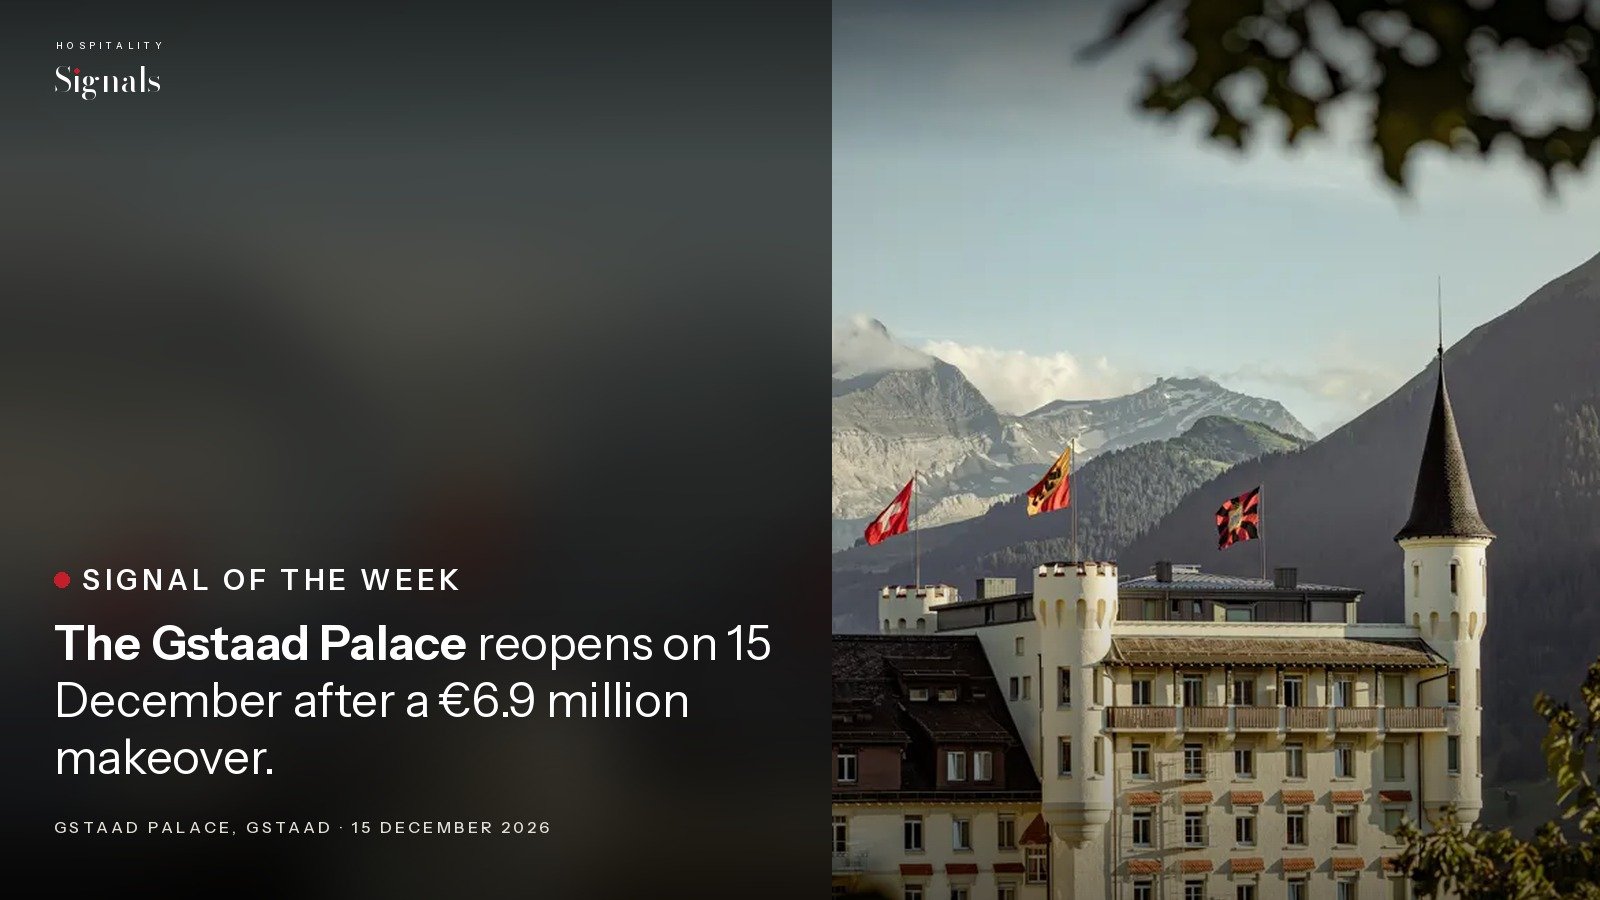 HOSPITALITY
Signals
SIGNAL OF THE WEEK
The Gstaad Palace reopens on 15
December after a €6.9 million
makeover.
GSTAAD PALACE, GSTAAD · 15 DECEMBER 2026